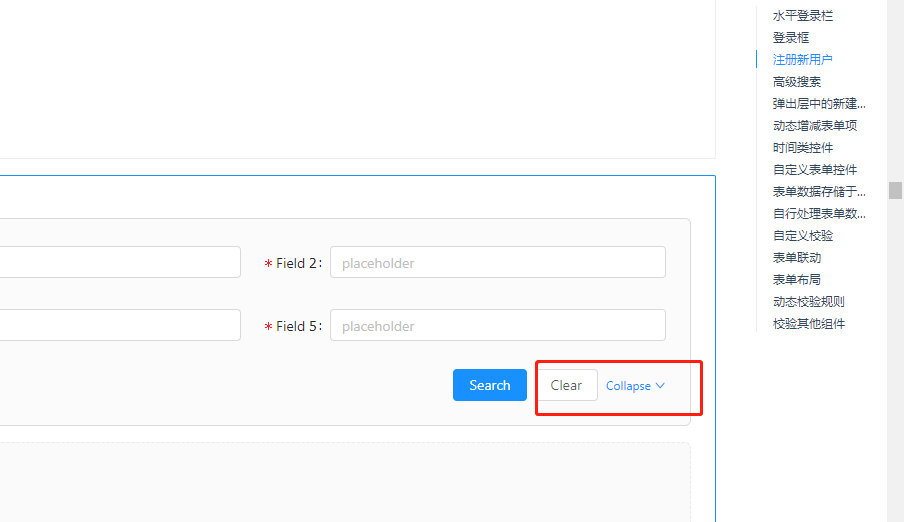 水平登录栏
登录框
注册新用户
高级搜索
弹出层中的新建...
动态增减表单项
时间类控件
自定义表单控件
表单数据存储于...
自行处理表单数...
自定义校验
表单联动
表单布局
动态校验规则
校验其他组件
* Field 2: placeholder
* Field 5: placeholder
Search Clear Collapse